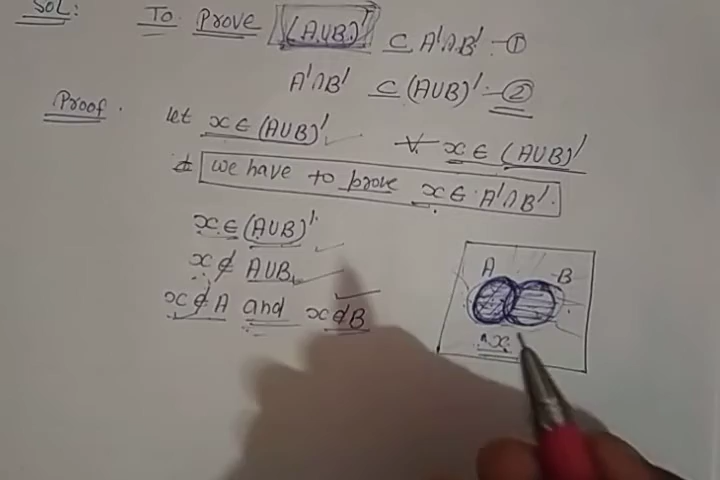 SOL: To Prove (A∪B)' ⊂ A'∩B' - ①
A'∩B' ⊂ (A∪B)' - ②
Proof. let x ∈ (A∪B)' ∀ x ∈ (A∪B)'
we have to prove x ∈ A'∩B'.
x ∈ (A∪B)'.
x ∉ A∪B,
x ∉ A and x ∉ B
A B
x